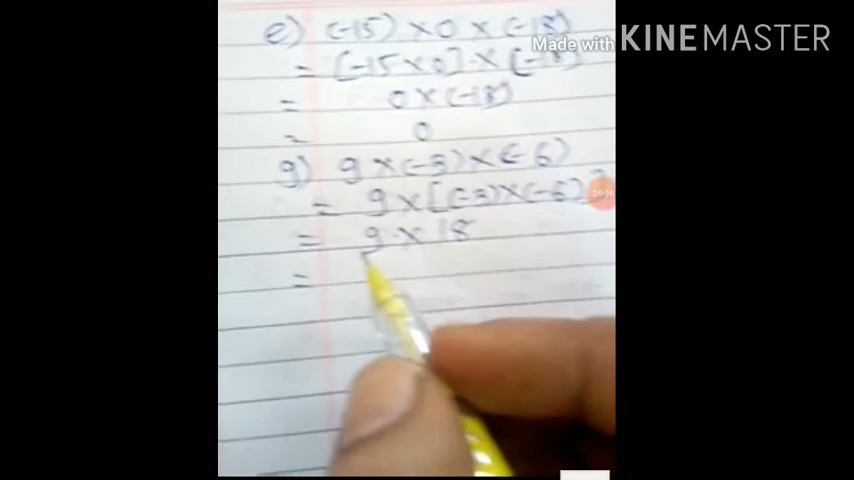 Made with KINEMASTER
e) (-15) × 0 × (-18)
= [-15 × 0] × (-18)
= 0 × (-18)
= 0
g) 9 × (-3) × (-6)
= 9 × [(-3) × (-6)]
= 9 × 18
=